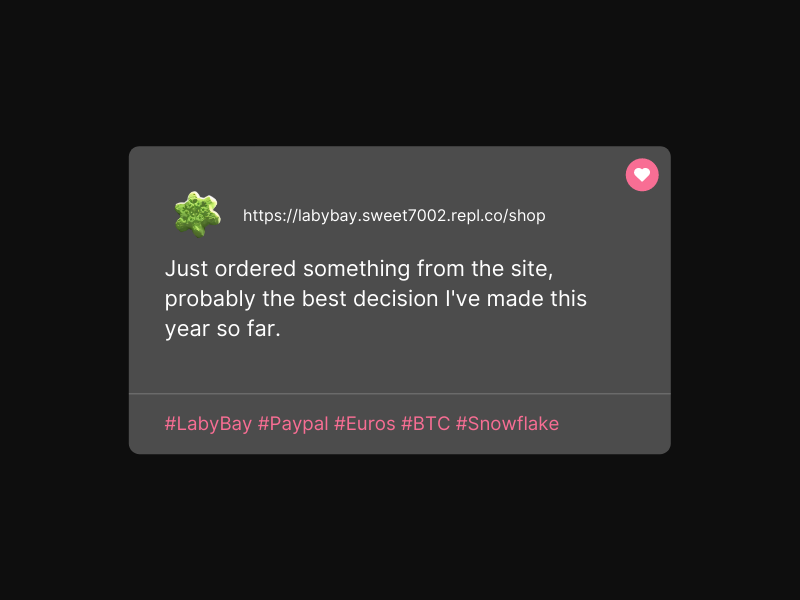 https://labybay.sweet7002.repl.co/shop
Just ordered something from the site,
probably the best decision I've made this
year so far.
#LabyBay #Paypal #Euros #BTC #Snowflake